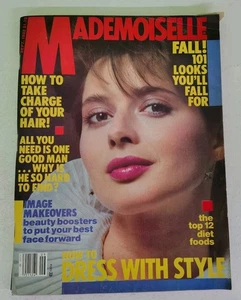 MADEMOISELLE
FALL!
101
LOOKS
YOU'LL
FALL
FOR
HOW TO
TAKE
CHARGE
OF YOUR
HAIR!
ALL YOU
NEED IS ONE
GOOD MAN
... WHY IS
HE SO HARD
TO FIND?
IMAGE
MAKEOVERS
beauty boosters
to put your best
face forward
the
top 12
diet
foods
DRESS WITH STYLE